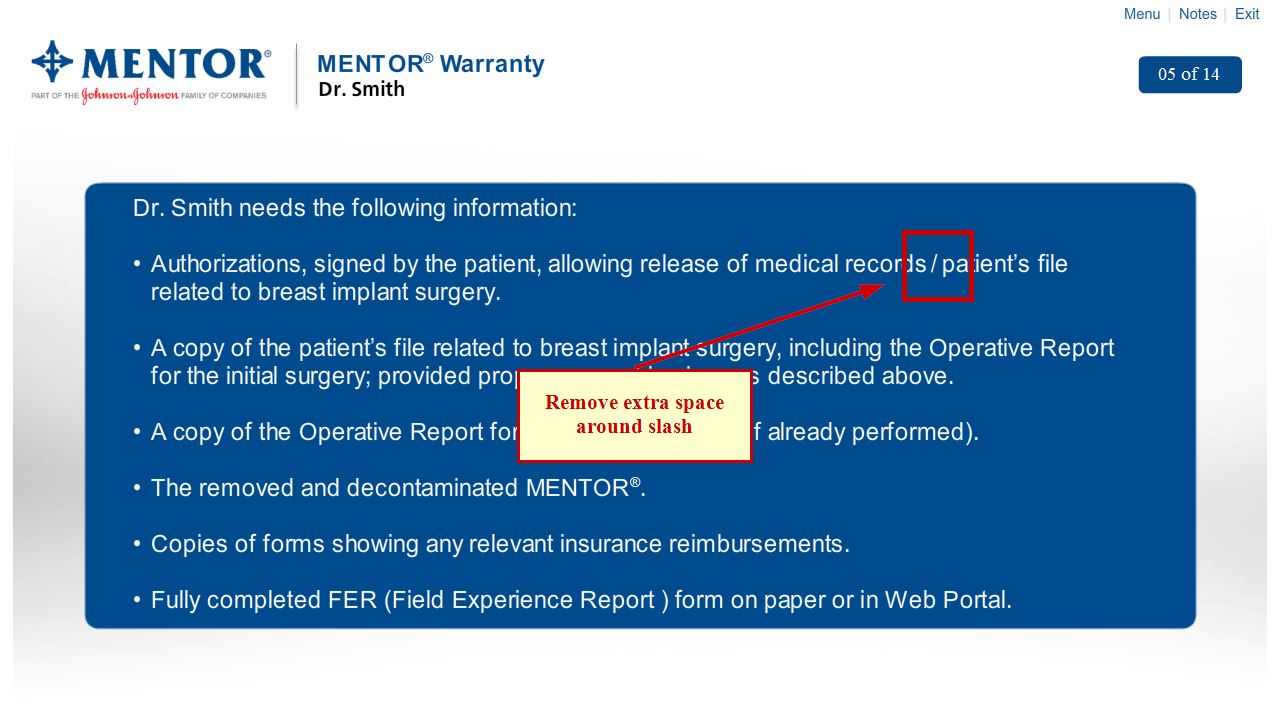 Menu | Notes | Exit
MENTOR®
PART OF THE Johnson & Johnson FAMILY OF COMPANIES
MENTOR® Warranty
Dr. Smith
05 of 14
Dr. Smith needs the following information:
• Authorizations, signed by the patient, allowing release of medical records / patient’s file
related to breast implant surgery.
• A copy of the patient’s file related to breast implant surgery, including the Operative Report
for the initial surgery; provided described above.
• A copy of the Operative Report for already performed).
Remove extra space
around slash
• The removed and decontaminated MENTOR®.
• Copies of forms showing any relevant insurance reimbursements.
• Fully completed FER (Field Experience Report ) form on paper or in Web Portal.